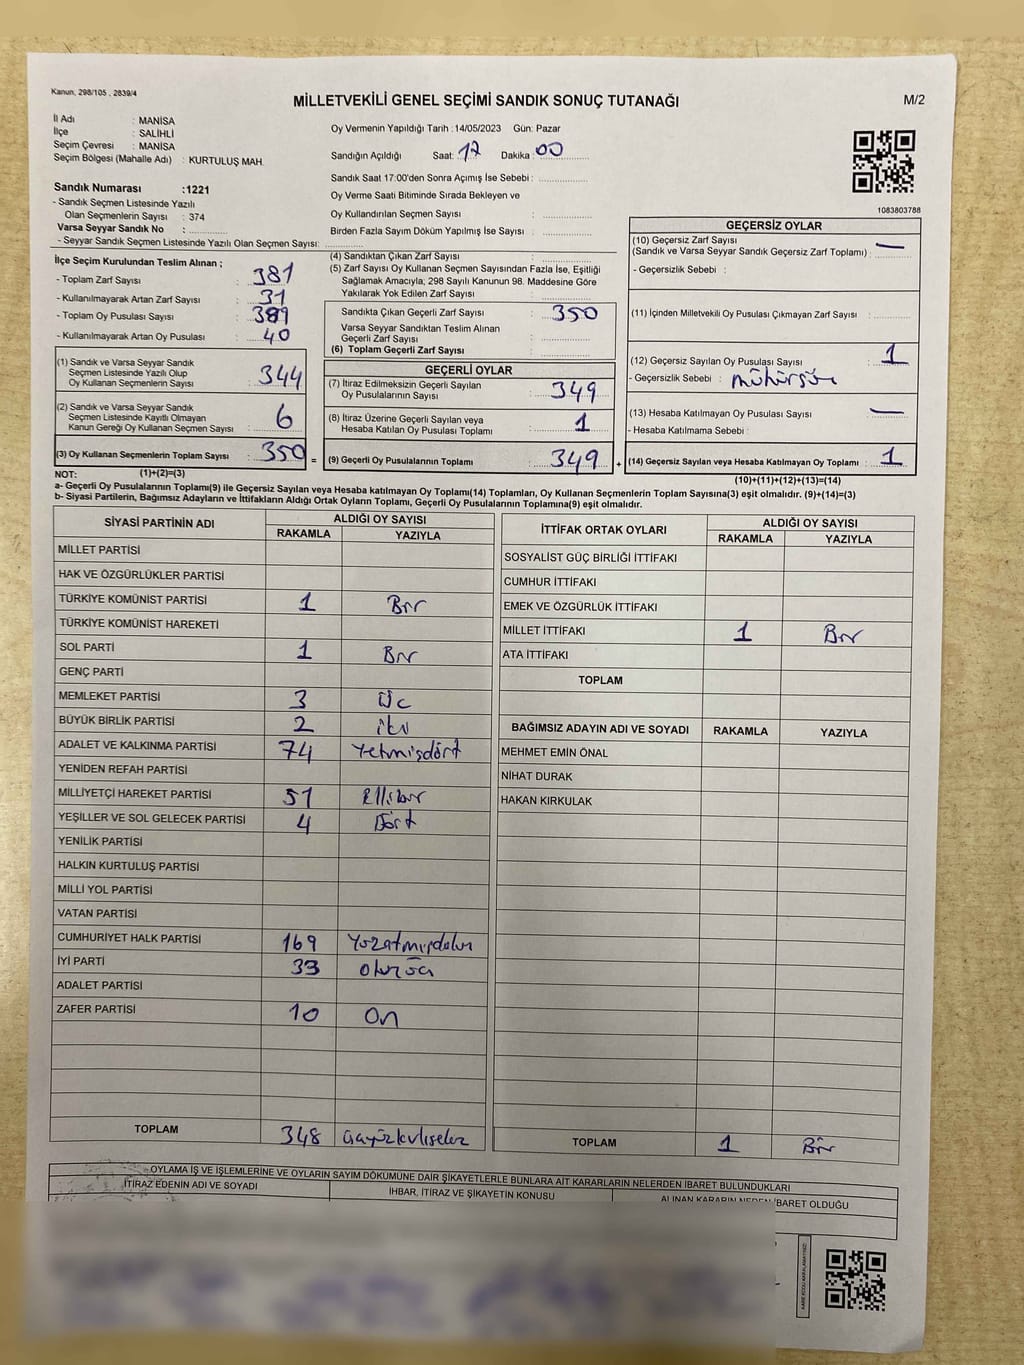 Kanun, 298/105 , 2839/4
MİLLETVEKİLİ GENEL SEÇİMİ SANDIK SONUÇ TUTANAĞI
M/2
İl Adı : MANİSA
İlçe : SALİHLİ
Seçim Çevresi : MANİSA
Seçim Bölgesi (Mahalle Adı) : KURTULUŞ MAH.
Sandık Numarası :1221
- Sandık Seçmen Listesinde Yazılı
Olan Seçmenlerin Sayısı : 374
Varsa Seyyar Sandık No :
- Seyyar Sandık Seçmen Listesinde Yazılı Olan Seçmen Sayısı:
Oy Vermenin Yapıldığı Tarih :14/05/2023 Gün: Pazar
Sandığın Açıldığı Saat: 17 Dakika : 00
Sandık Saat 17:00'den Sonra Açımış İse Sebebi :
Oy Verme Saati Bitiminde Sırada Bekleyen ve
Oy Kullandırılan Seçmen Sayısı :
Birden Fazla Sayım Döküm Yapılmış İse Sayısı :
1083803788
İlçe Seçim Kurulundan Teslim Alınan ;
- Toplam Zarf Sayısı : 381
- Kullanılmayarak Artan Zarf Sayısı : 31
- Toplam Oy Pusulası Sayısı : 389
- Kullanılmayarak Artan Oy Pusulası : 40
(1) Sandık ve Varsa Seyyar Sandık
Seçmen Listesinde Yazılı Olup
Oy Kullanan Seçmenlerin Sayısı : 344
(2) Sandık ve Varsa Seyyar Sandık
Seçmen Listesinde Kayıtlı Olmayan
Kanun Gereği Oy Kullanan Seçmen Sayısı : 6
(3) Oy Kullanan Seçmenlerin Toplam Sayısı : 350
(1)+(2)=(3)
(4) Sandıktan Çıkan Zarf Sayısı :
(5) Zarf Sayısı Oy Kullanan Seçmen Sayısından Fazla İse, Eşitliği
Sağlamak Amacıyla; 298 Sayılı Kanunun 98. Maddesine Göre
Yakılarak Yok Edilen Zarf Sayısı :
Sandıkta Çıkan Geçerli Zarf Sayısı : 350
Varsa Seyyar Sandıktan Teslim Alınan
Geçerli Zarf Sayısı :
(6) Toplam Geçerli Zarf Sayısı :
GEÇERLİ OYLAR
(7) İtiraz Edilmeksizin Geçerli Sayılan
Oy Pusulalarının Sayısı : 349
(8) İtiraz Üzerine Geçerli Sayılan veya
Hesaba Katılan Oy Pusulası Toplamı : 1
= (9) Geçerli Oy Pusulalarının Toplamı : 349
GEÇERSİZ OYLAR
(10) Geçersiz Zarf Sayısı
(Sandık ve Varsa Seyyar Sandık Geçersiz Zarf Toplamı) : —
- Geçersizlik Sebebi :
(11) İçinden Milletvekili Oy Pusulası Çıkmayan Zarf Sayısı :
(12) Geçersiz Sayılan Oy Pusulası Sayısı : 1
- Geçersizlik Sebebi : mühürsüz
(13) Hesaba Katılmayan Oy Pusulası Sayısı : —
- Hesaba Katılmama Sebebi :
+ (14) Geçersiz Sayılan veya Hesaba Katılmayan Oy Toplamı : 1
(10)+(11)+(12)+(13)=(14)
NOT:
a- Geçerli Oy Pusulalarının Toplamı(9) ile Geçersiz Sayılan veya Hesaba katılmayan Oy Toplamı(14) Toplamları, Oy Kullanan Seçmenlerin Toplam Sayısına(3) eşit olmalıdır. (9)+(14)=(3)
b- Siyasi Partilerin, Bağımsız Adayların ve İttifakların Aldığı Ortak Oyların Toplamı, Geçerli Oy Pusulalarının Toplamına(9) eşit olmalıdır.
SİYASİ PARTİNİN ADI ALDIĞI OY SAYISI
RAKAMLA YAZIYLA
MİLLET PARTİSİ
HAK VE ÖZGÜRLÜKLER PARTİSİ
TÜRKİYE KOMÜNİST PARTİSİ 1 Bir
TÜRKİYE KOMÜNİST HAREKETİ
SOL PARTİ 1 Bir
GENÇ PARTİ
MEMLEKET PARTİSİ 3 Üc
BÜYÜK BİRLİK PARTİSİ 2 iki
ADALET VE KALKINMA PARTİSİ 74 Yetmişdört
YENİDEN REFAH PARTİSİ
MİLLİYETÇİ HAREKET PARTİSİ 51 Ellibir
YEŞİLLER VE SOL GELECEK PARTİSİ 4 Dört
YENİLİK PARTİSİ
HALKIN KURTULUŞ PARTİSİ
MİLLİ YOL PARTİSİ
VATAN PARTİSİ
CUMHURİYET HALK PARTİSİ 169 Yüzatmışdokuz
İYİ PARTİ 33 Otuzüç
ADALET PARTİSİ
ZAFER PARTİSİ 10 On
TOPLAM 348
İTTİFAK ORTAK OYLARI ALDIĞI OY SAYISI
RAKAMLA YAZIYLA
SOSYALİST GÜÇ BİRLİĞİ İTTİFAKI
CUMHUR İTTİFAKI
EMEK VE ÖZGÜRLÜK İTTİFAKI
MİLLET İTTİFAKI 1 Bir
ATA İTTİFAKI
TOPLAM
BAĞIMSIZ ADAYIN ADI VE SOYADI RAKAMLA YAZIYLA
MEHMET EMİN ÖNAL
NİHAT DURAK
HAKAN KIRKULAK
TOPLAM 1 Bir
OYLAMA İŞ VE İŞLEMLERİNE VE OYLARIN SAYIM DÖKÜMÜNE DAİR ŞİKAYETLERLE BUNLARA AİT KARARLARIN NELERDEN İBARET BULUNDUKLARI
İTİRAZ EDENİN ADI VE SOYADI İHBAR, İTİRAZ VE ŞİKAYETİN KONUSU ALINAN KARARIN NEDEN İBARET OLDUĞU